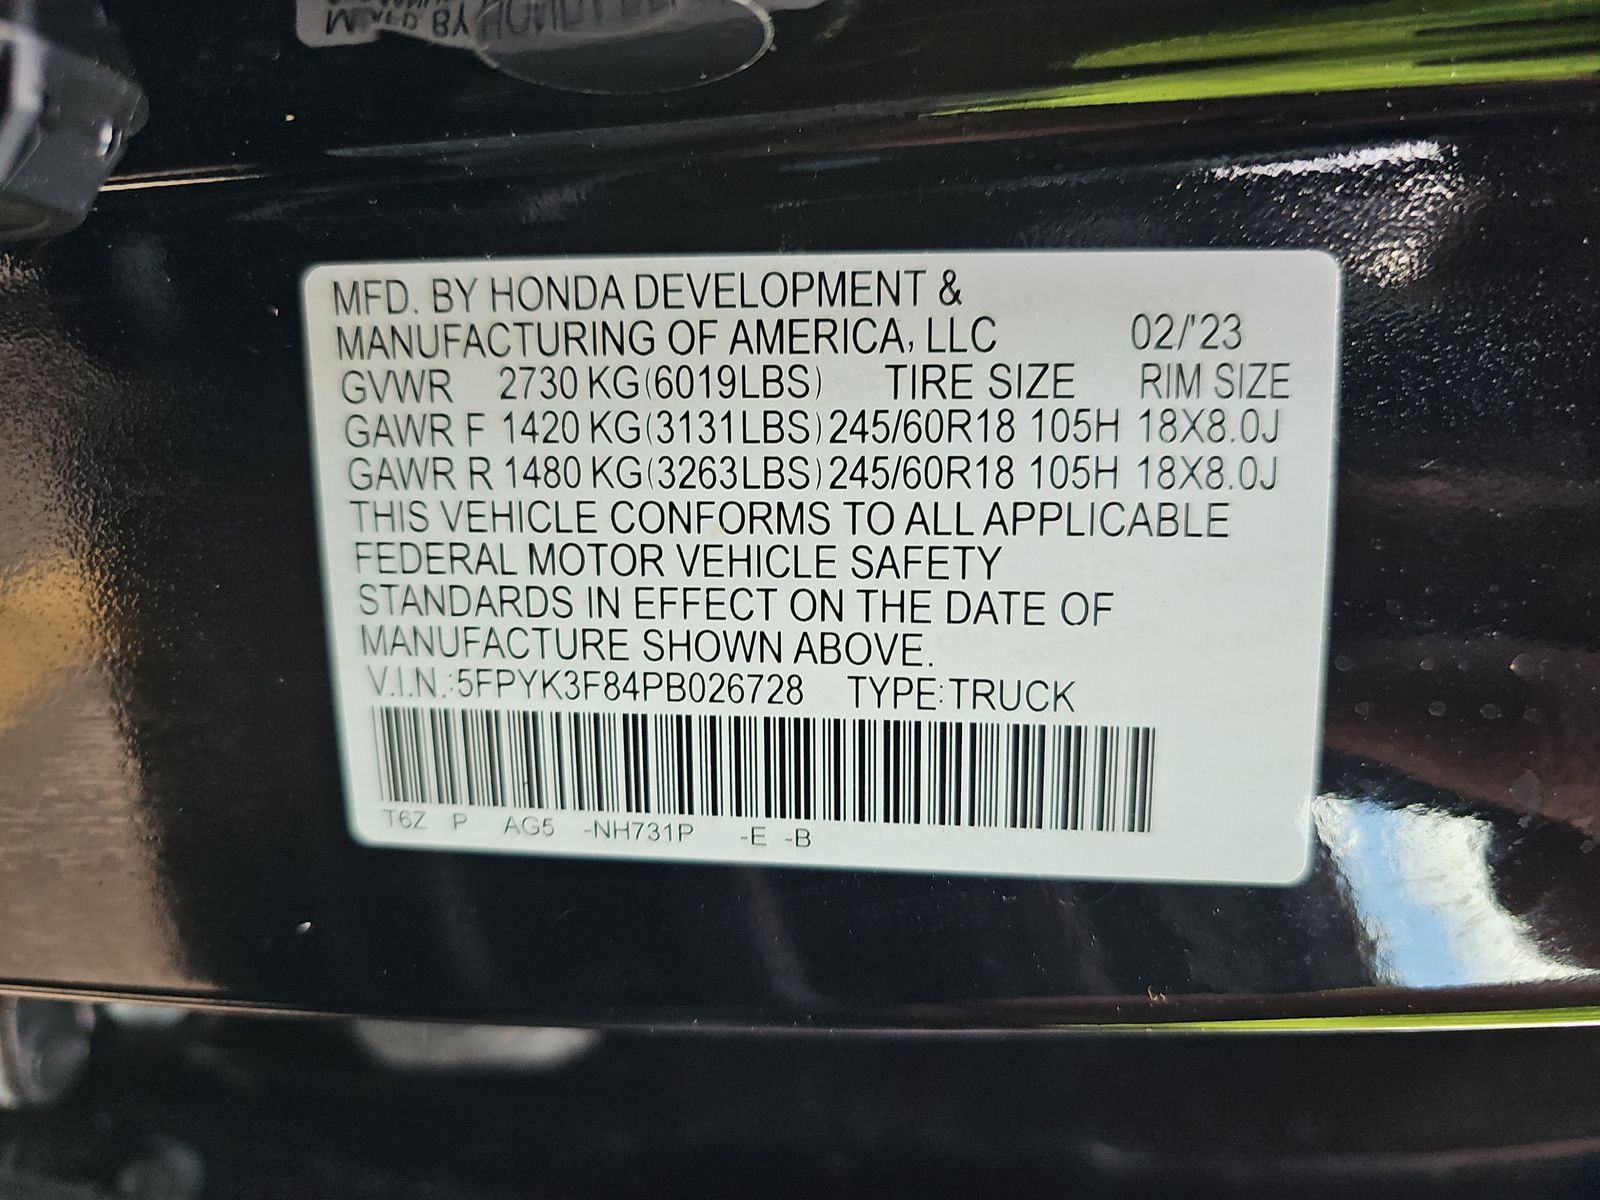 MFD. BY HONDA DEVELOPMENT &
MANUFACTURING OF AMERICA, LLC 02/'23
GVWR 2730 KG(6019LBS) TIRE SIZE RIM SIZE
GAWR F 1420 KG(3131LBS) 245/60R18 105H 18X8.0J
GAWR R 1480 KG(3263LBS) 245/60R18 105H 18X8.0J
THIS VEHICLE CONFORMS TO ALL APPLICABLE
FEDERAL MOTOR VEHICLE SAFETY
STANDARDS IN EFFECT ON THE DATE OF
MANUFACTURE SHOWN ABOVE.
V.I.N.:5FPYK3F84PB026728 TYPE:TRUCK
T6Z P AG5 -NH731P -E -B